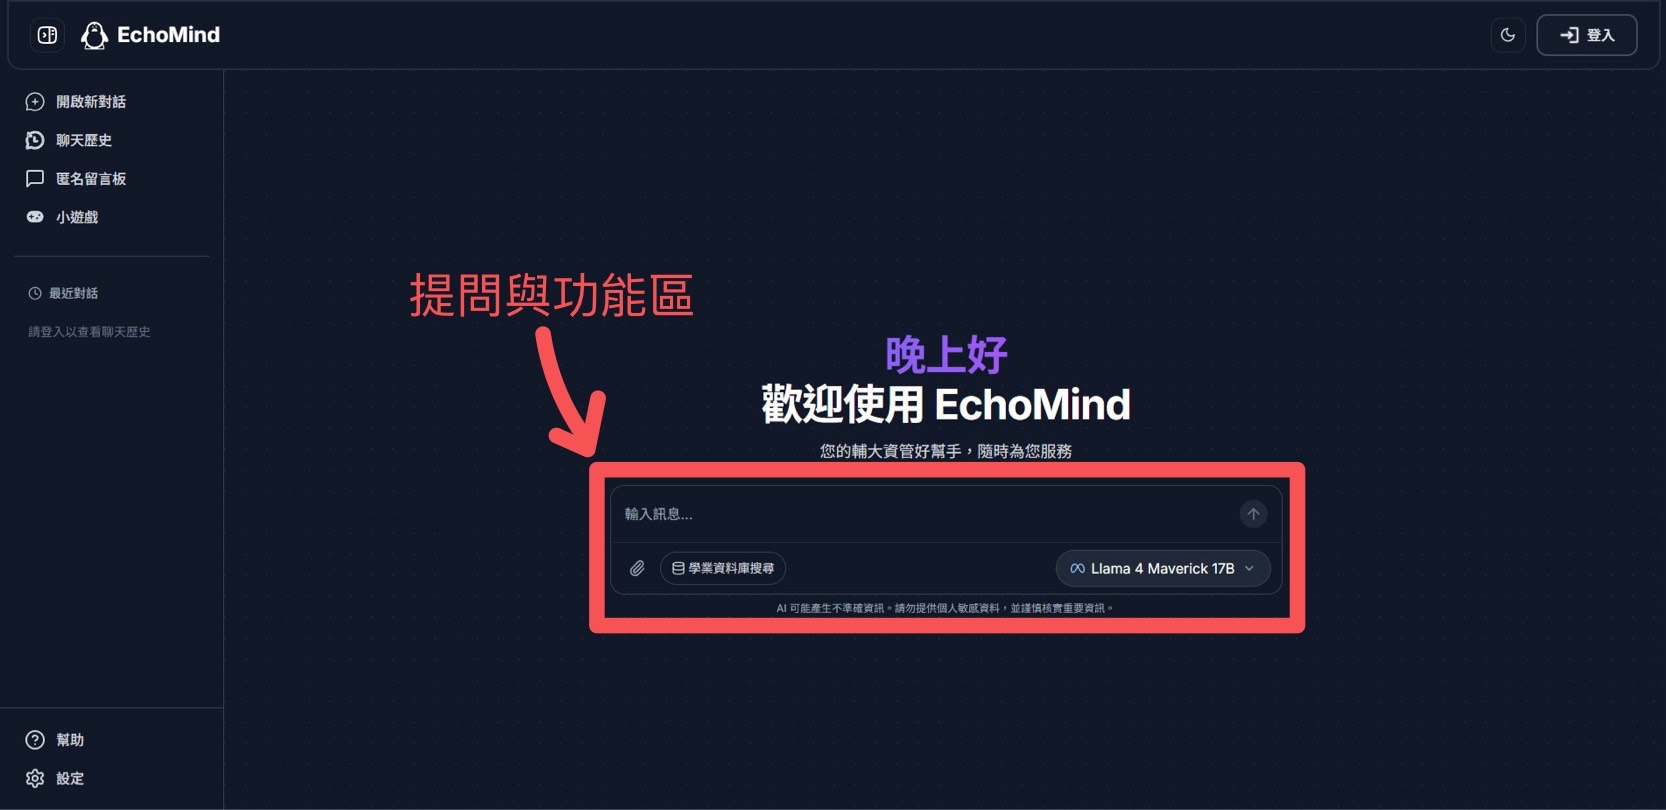 EchoMind
登入
開啟新對話
聊天歷史
匿名留言板
小遊戲
最近對話
請登入以查看聊天歷史
提問與功能區
晚上好
歡迎使用 EchoMind
您的輔大資管好幫手，隨時為您服務
輸入訊息...
學業資料庫搜尋
Llama 4 Maverick 17B
AI 可能產生不準確資訊。請勿提供個人敏感資料，並謹慎核實重要資訊。
幫助
設定